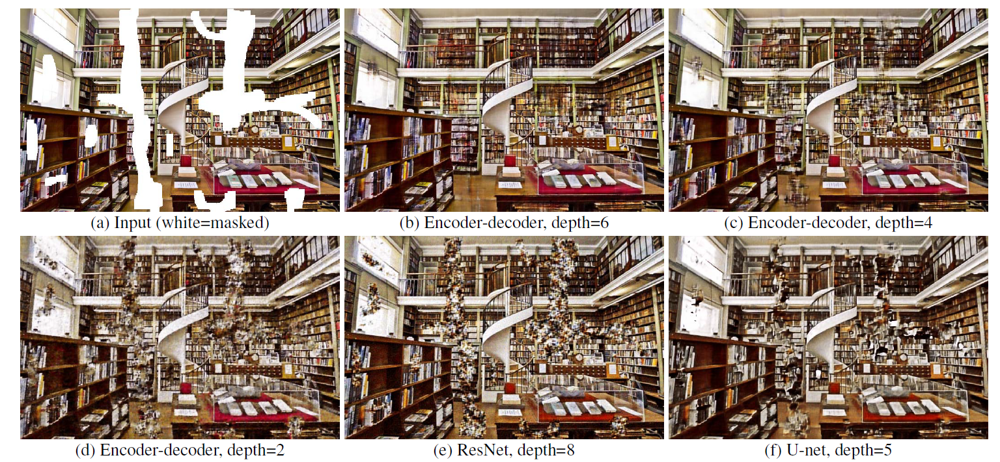 (a) Input (white=masked)
(b) Encoder-decoder, depth=6
(c) Encoder-decoder, depth=4
(d) Encoder-decoder, depth=2
(e) ResNet, depth=8
(f) U-net, depth=5